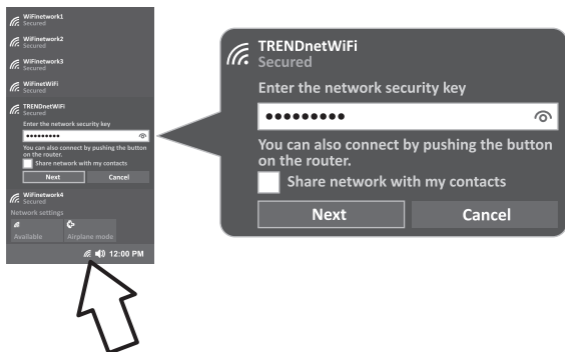 WiFinetwork1
Secured
WiFinetwork2
Secured
WiFinetwork3
Secured
WiFinetWiFi
Secured
TRENDnetWiFi
Secured
Enter the network security key
•••••••••
You can also connect by pushing the button
on the router.
Share network with my contacts
Next Cancel
WiFinetwork4
Secured
Network settings
Available Airplane mode
12:00 PM
TRENDnetWiFi
Secured
Enter the network security key
•••••••••
You can also connect by pushing the button
on the router.
Share network with my contacts
Next Cancel